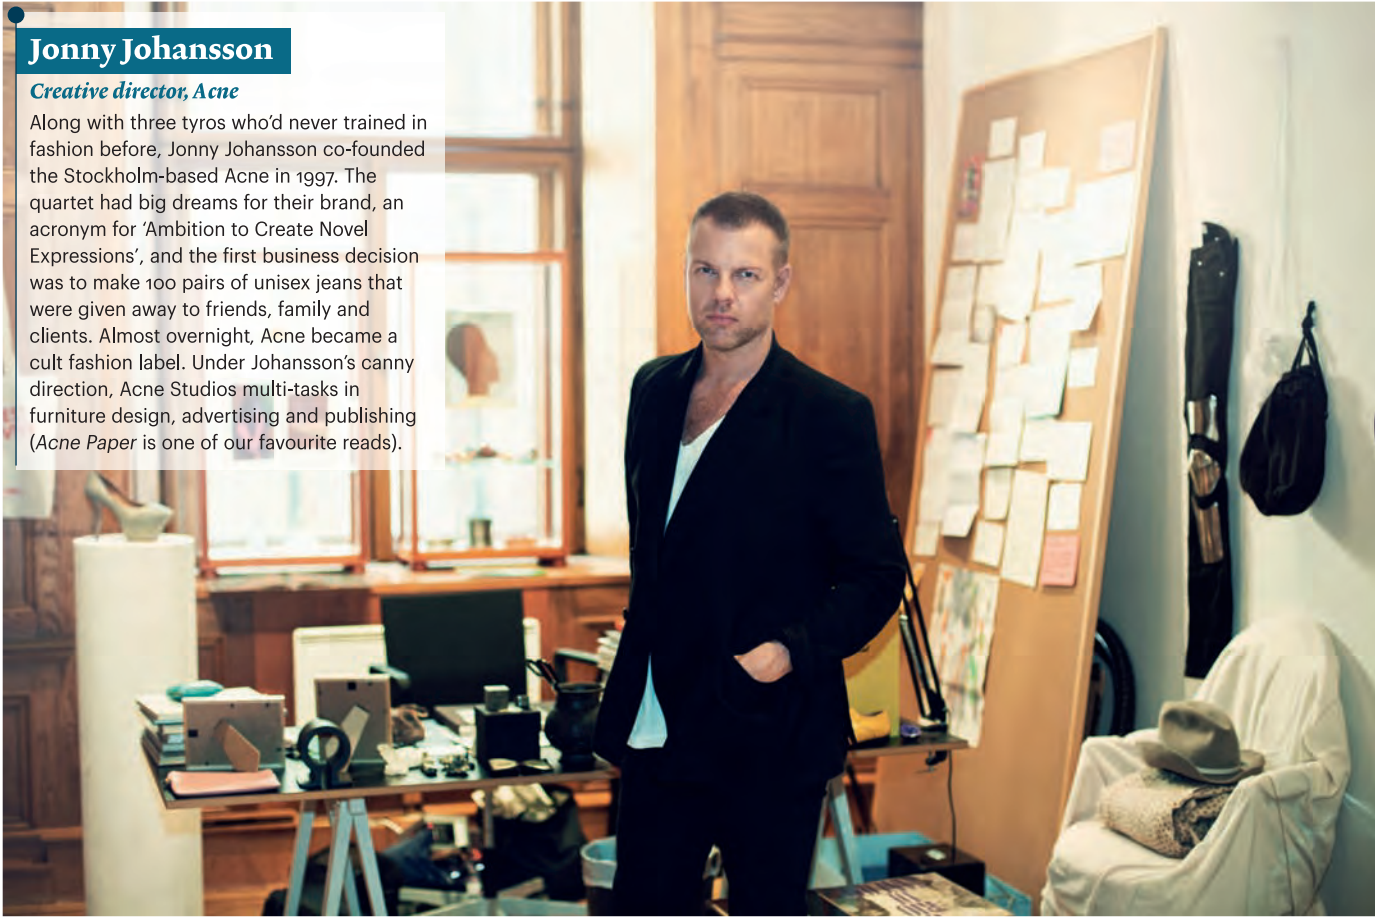 Jonny Johansson
Creative director, Acne
Along with three tyros who'd never trained in
fashion before, Jonny Johansson co-founded
the Stockholm-based Acne in 1997. The
quartet had big dreams for their brand, an
acronym for ‘Ambition to Create Novel
Expressions’, and the first business decision
was to make 100 pairs of unisex jeans that
were given away to friends, family and
clients. Almost overnight, Acne became a
cult fashion label. Under Johansson’s canny
direction, Acne Studios multi-tasks in
furniture design, advertising and publishing
(Acne Paper is one of our favourite reads).